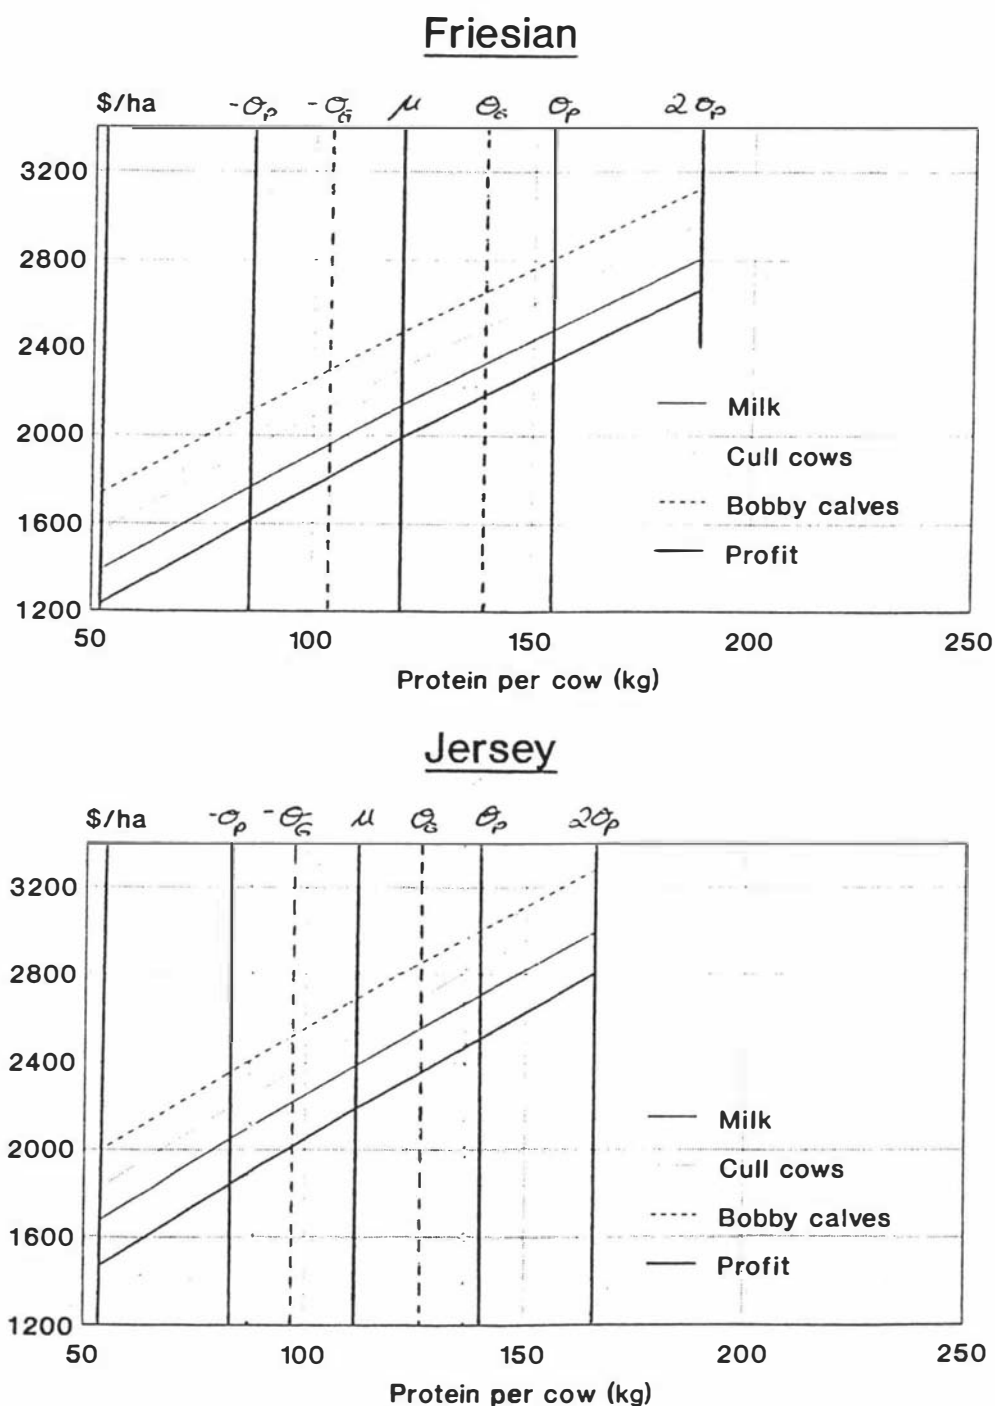 Friesian
$/ha -σP -σG μ σG σP 2σP
3200
2800
2400
2000
1600
1200
Milk
Cull cows
Bobby calves
Profit
50 100 150 200 250
Protein per cow (kg)
Jersey
$/ha -σP -σG μ σG σP 2σP
3200
2800
2400
2000
1600
1200
Milk
Cull cows
Bobby calves
Profit
50 100 150 200 250
Protein per cow (kg)